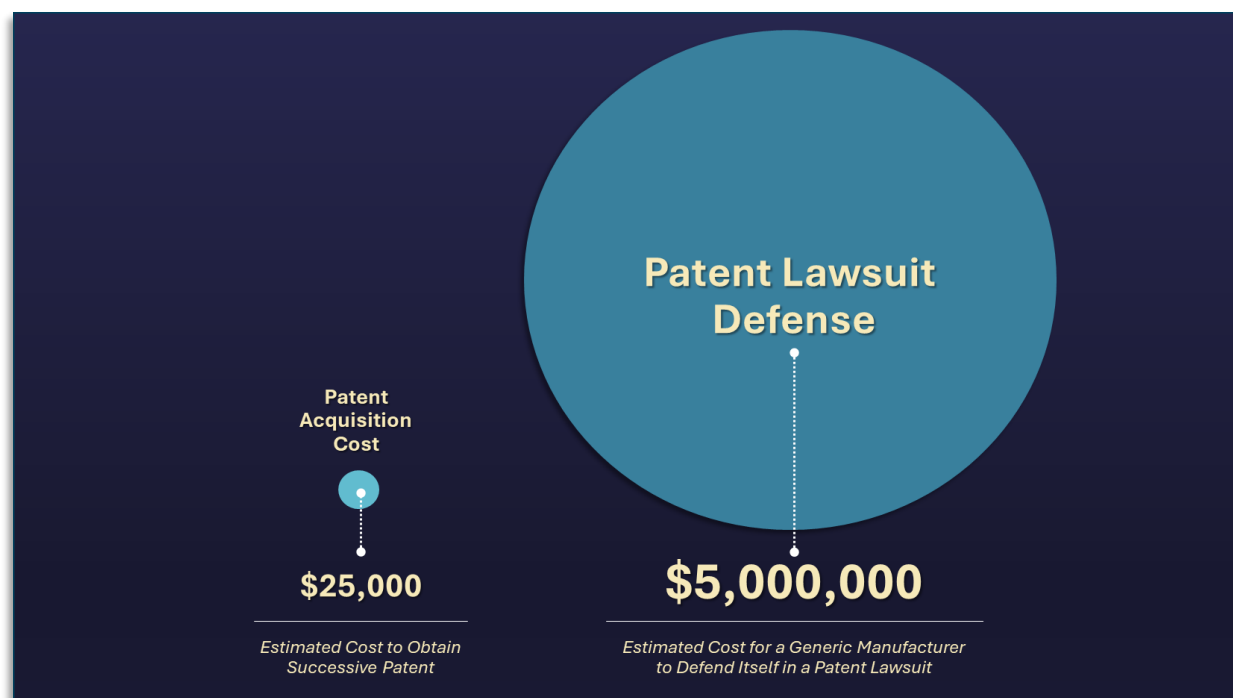 Patent Lawsuit
Defense
Patent
Acquisition
Cost
$25,000
$5,000,000
Estimated Cost to Obtain
Successive Patent
Estimated Cost for a Generic Manufacturer
to Defend Itself in a Patent Lawsuit